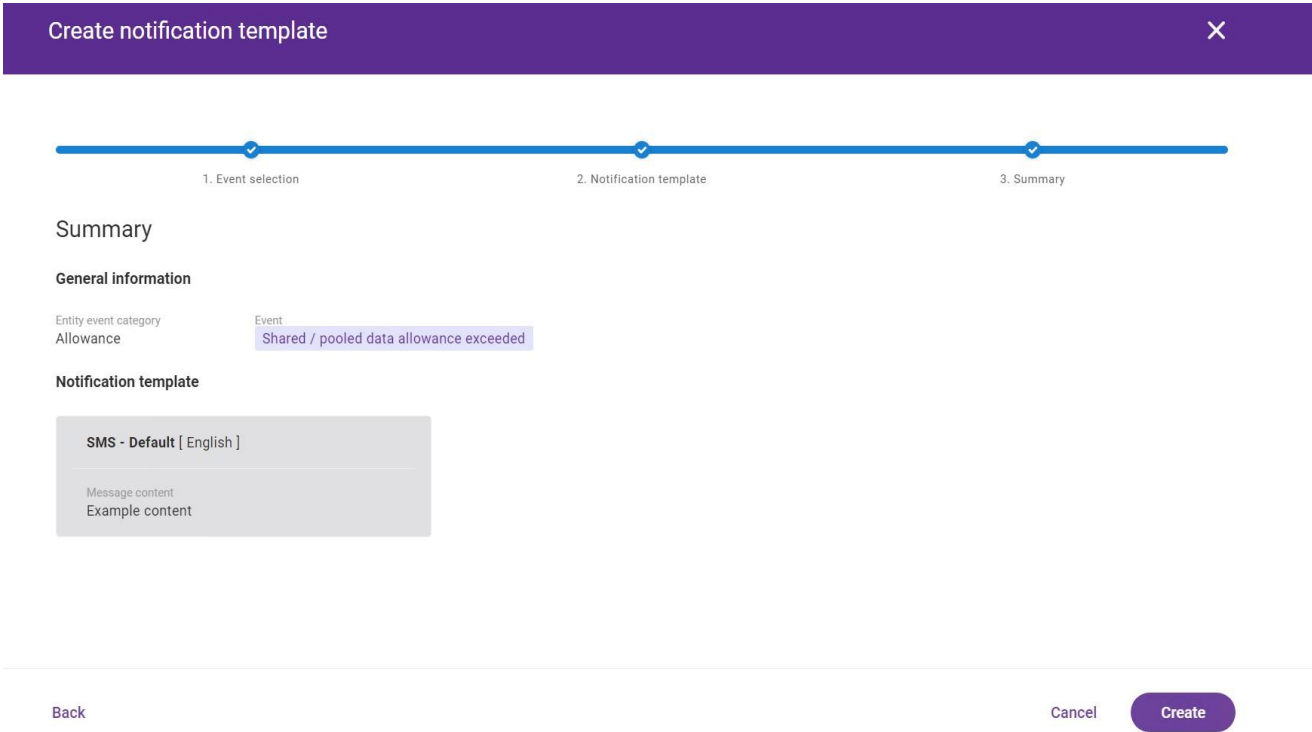 Create notification template
1. Event selection
2. Notification template
3. Summary
Summary
General information
Entity event category
Event
Allowance
Shared / pooled data allowance exceeded
Notification template
SMS - Default [ English ]
Message content
Example content
Back
Cancel
Create